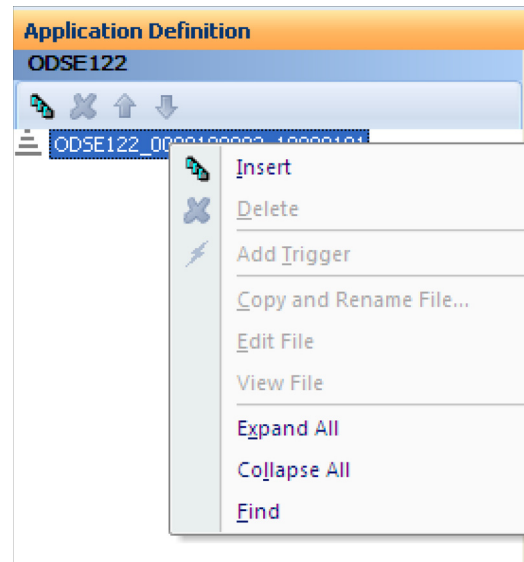 Application Definition
ODSE122
ODSE122_0000100002_10000101
Insert
Delete
Add Trigger
Copy and Rename File...
Edit File
View File
Expand All
Collapse All
Find